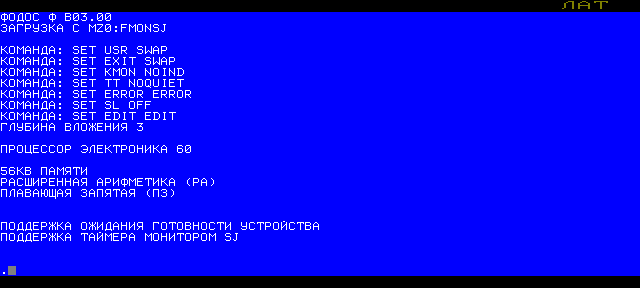 ЛАТ
ФОДОС Ф В03.00
ЗАГРУЗКА С MZ0:FMONSJ
КОМАНДА: SET USR SWAP
КОМАНДА: SET EXIT SWAP
КОМАНДА: SET KMON NOIND
КОМАНДА: SET TT NOQUIET
КОМАНДА: SET ERROR ERROR
КОМАНДА: SET SL OFF
КОМАНДА: SET EDIT EDIT
ГЛУБИНА ВЛОЖЕНИЯ 3
ПРОЦЕССОР ЭЛЕКТРОНИКА 60
56КВ ПАМЯТИ
РАСШИРЕННАЯ АРИФМЕТИКА (РА)
ПЛАВАЮЩАЯ ЗАПЯТАЯ (ПЗ)
ПОДДЕРЖКА ОЖИДАНИЯ ГОТОВНОСТИ УСТРОЙСТВА
ПОДДЕРЖКА ТАЙМЕРА МОНИТОРОМ SJ
.